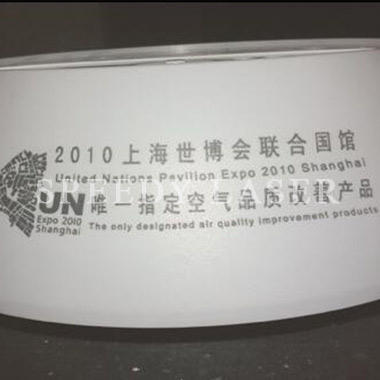 2010上海世博会联合国馆
United Nations Pavilion Expo 2010 Shanghai
SPEEDY LASER
UN
唯一指定空气品质改善产品
Expo 2010
Shanghai
The only designated air quality improvement products